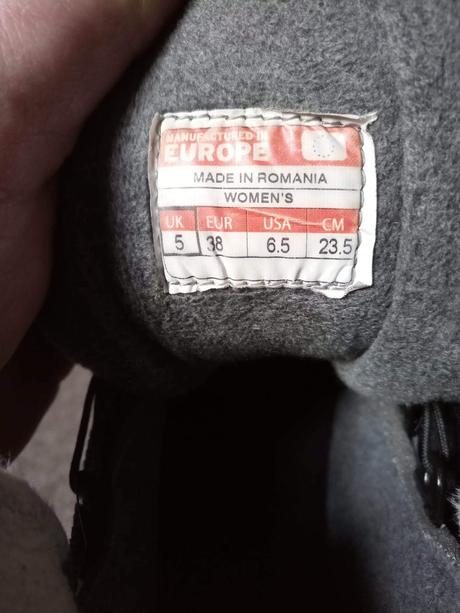 MANUFACTURED IN
EUROPE
MADE IN ROMANIA
WOMEN'S
UK EUR USA CM
5 38 6.5 23.5